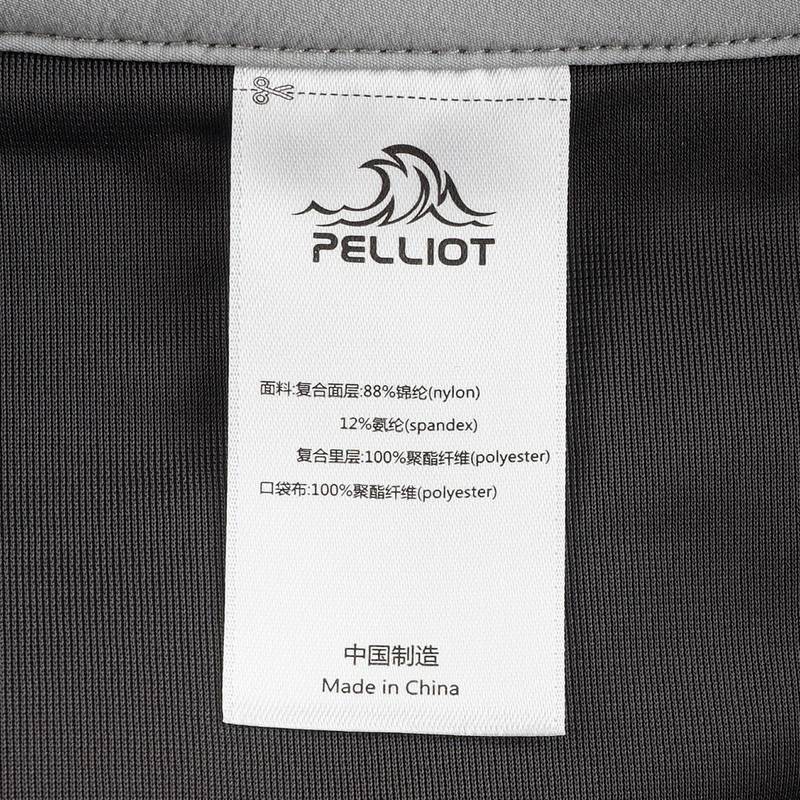 PELLIOT
面料:复合面层:88%锦纶(nylon)
12%氨纶(spandex)
复合里层:100%聚酯纤维(polyester)
口袋布:100%聚酯纤维(polyester)
中国制造
Made in China